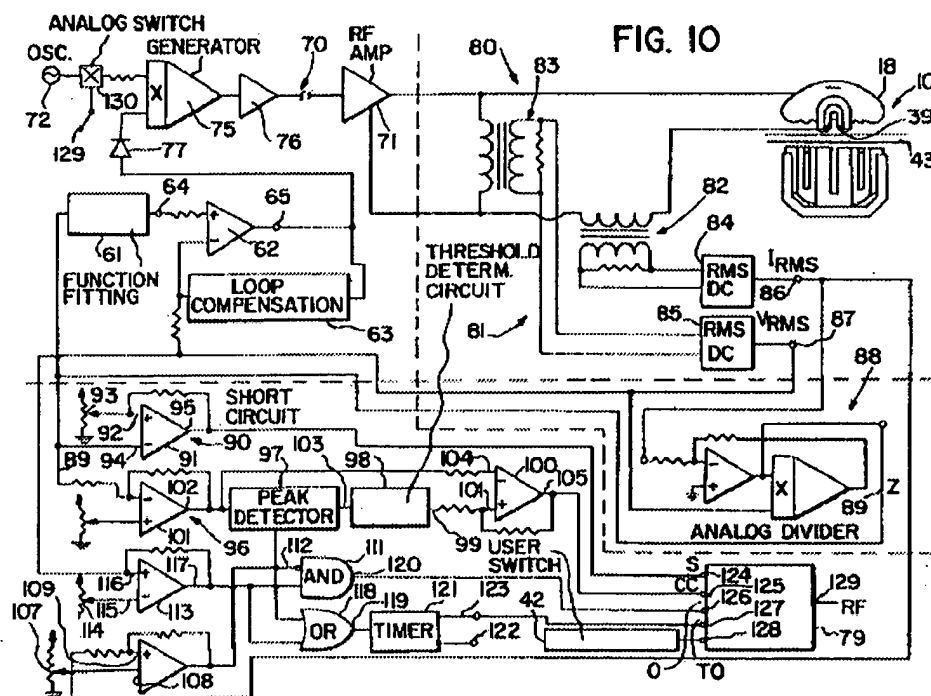 ANALOG SWITCH
OSC.
GENERATOR
RF
AMP
FIG. 10
70
80
83
18
10
X
72
130
75
76
71
39
43
129
77
64
65
82
84
62
61
FUNCTION
FITTING
LOOP
COMPENSATION
63
THRESHOLD
DETERM.
CIRCUIT
RMS
DC
I RMS
86
81
85
RMS
DC
V RMS
87
88
93
SHORT
CIRCUIT
92
95
90
94
91
89
97
103
98
104
100
105
102
PEAK
DETECTOR
101
99
96
X
89
Z
ANALOG DIVIDER
101
USER
SWITCH
112
111
AND
120
116
117
115
114
113
109
107
108
118
OR
119
121
TIMER
123
122
42
S
CC
O
TO
124
125
126
127
128
129
RF
79